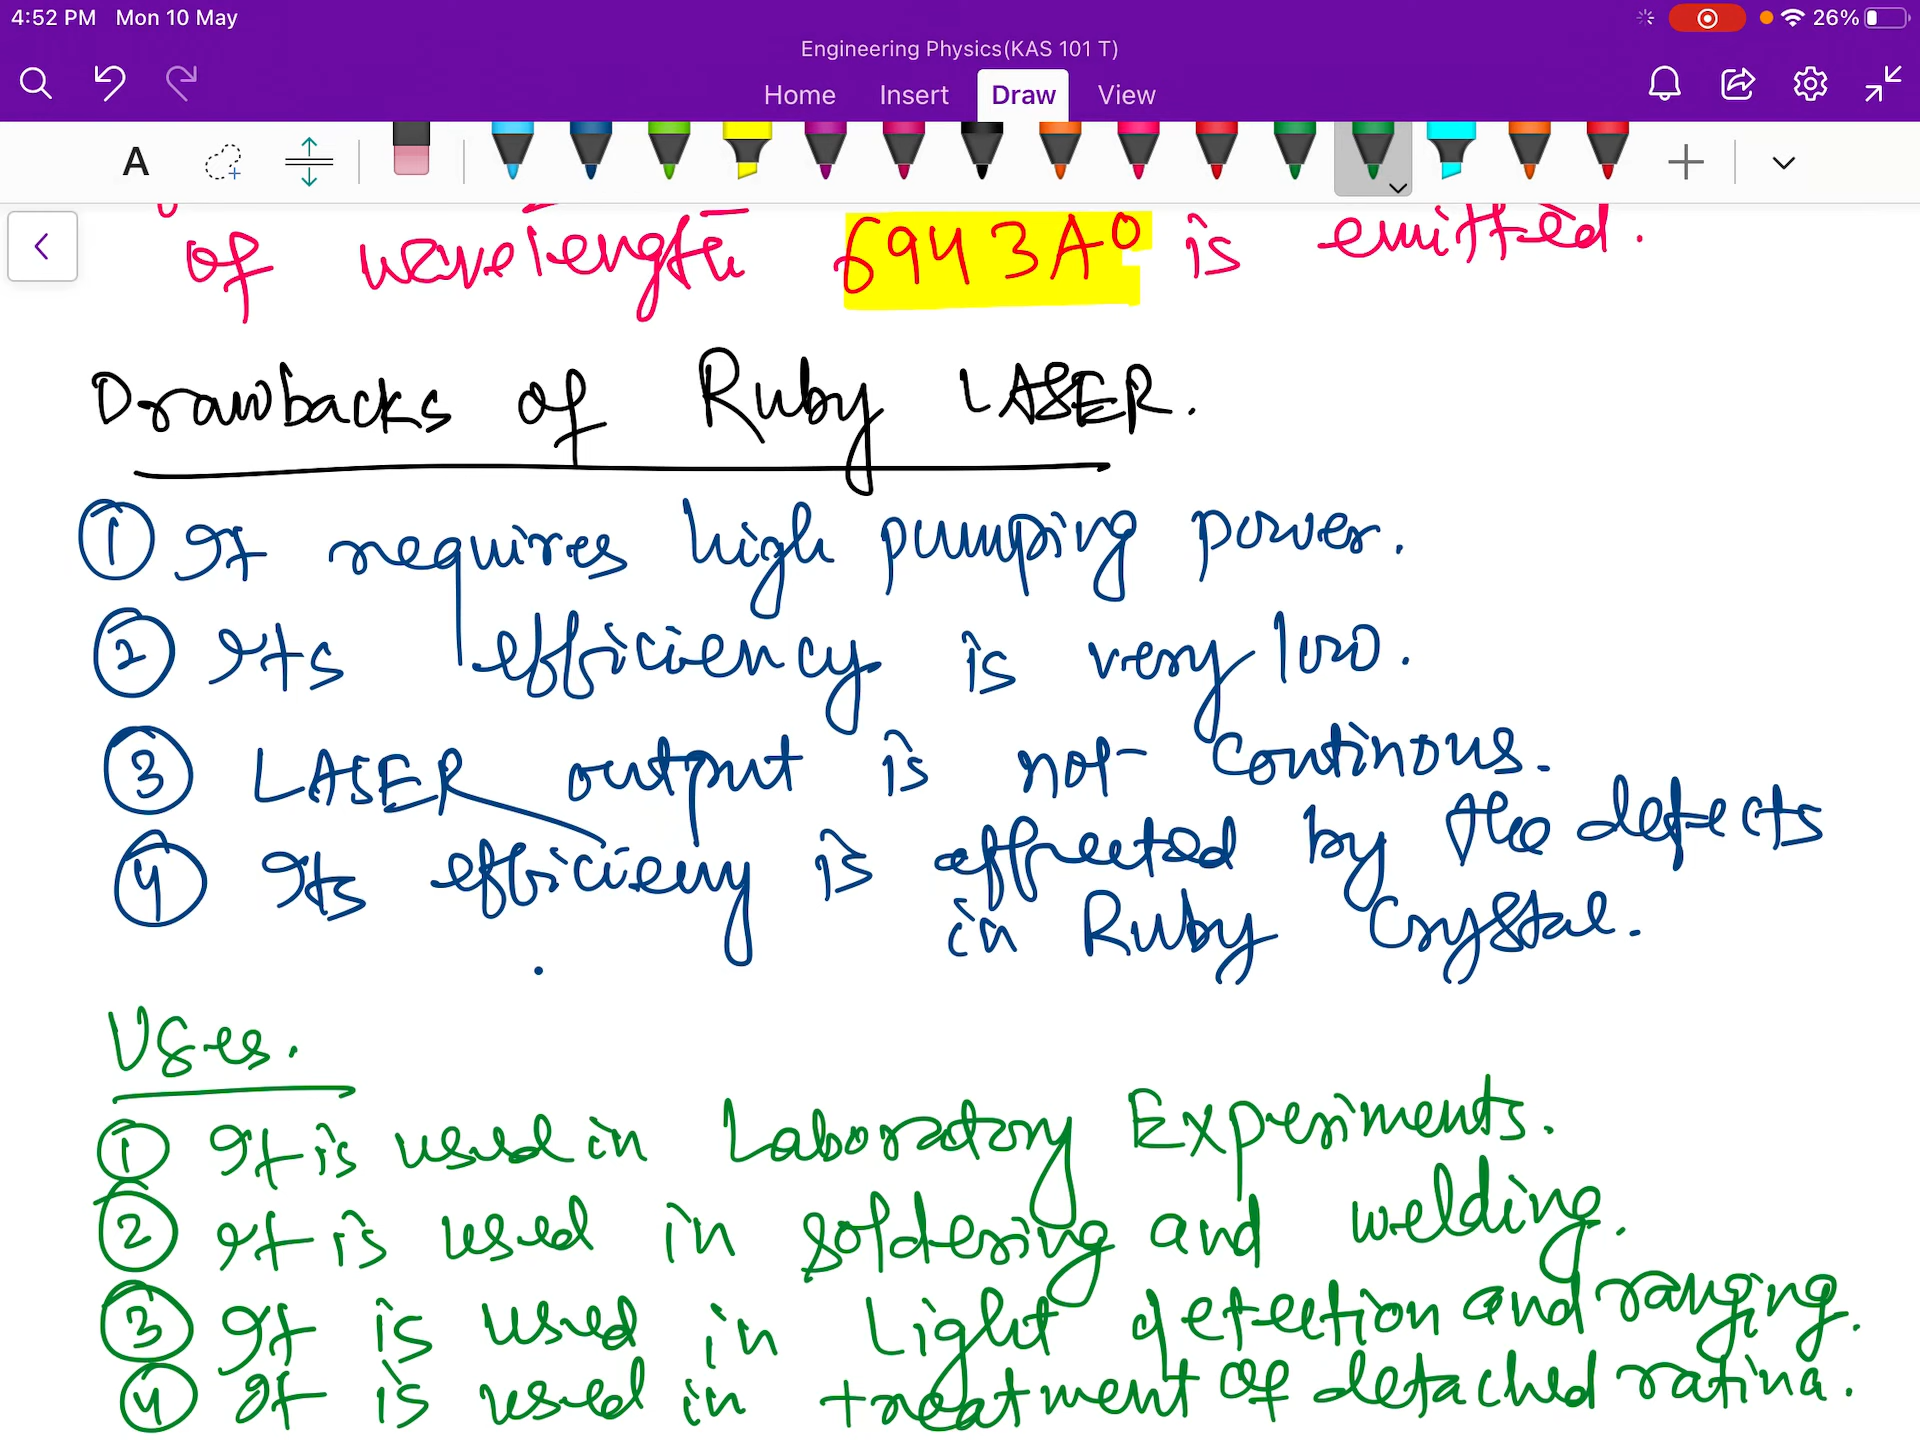 4:52 PM Mon 10 May 26%
Engineering Physics(KAS 101 T)
Home Insert Draw View
A
of wavelength 6943A° is emitted.
Drawbacks of Ruby LASER.
① It requires high pumping power.
② Its efficiency is very low.
③ LASER output is not continous.
④ Its efficieny is affected by the defects
in Ruby Crystal.
Uses.
① It is used in Laboratory Experiments.
② It is used in soldering and welding.
③ It is used in Light detection and ranging.
④ It is used in treatment of detached ratina.